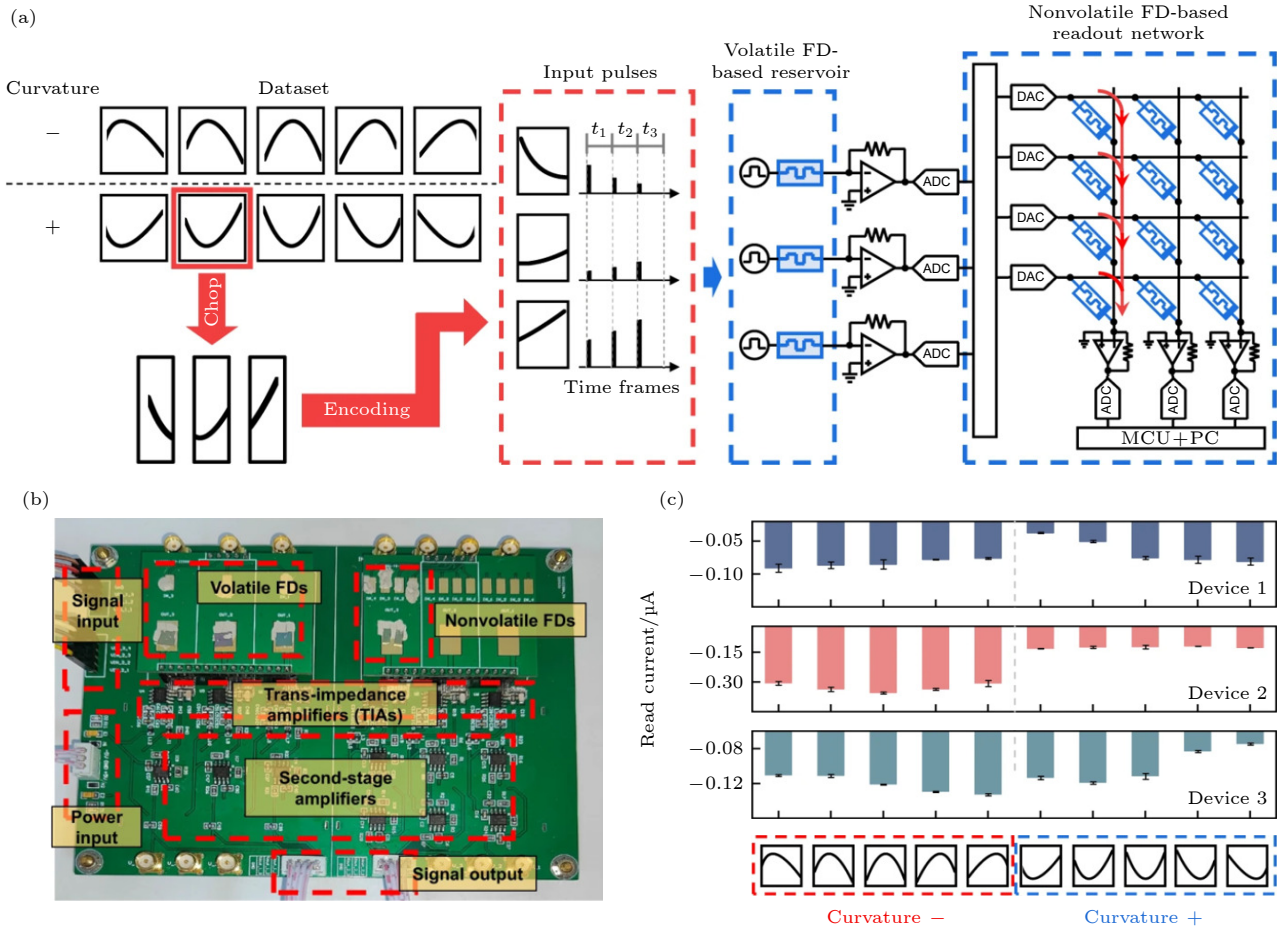 (a)
Curvature
Dataset
−
+
Chop
Encoding
Input pulses
t1 t2 t3
Time frames
Volatile FD-
based reservoir
ADC
ADC
ADC
Nonvolatile FD-based
readout network
DAC
DAC
DAC
DAC
ADC
ADC
ADC
MCU+PC
(b)
Signal
input
Volatile FDs
Nonvolatile FDs
Trans-impedance
amplifiers (TIAs)
Second-stage
amplifiers
Power
input
Signal output
(c)
Read current/μA
−0.05
−0.10
Device 1
−0.15
−0.30
Device 2
−0.08
−0.12
Device 3
Curvature −
Curvature +